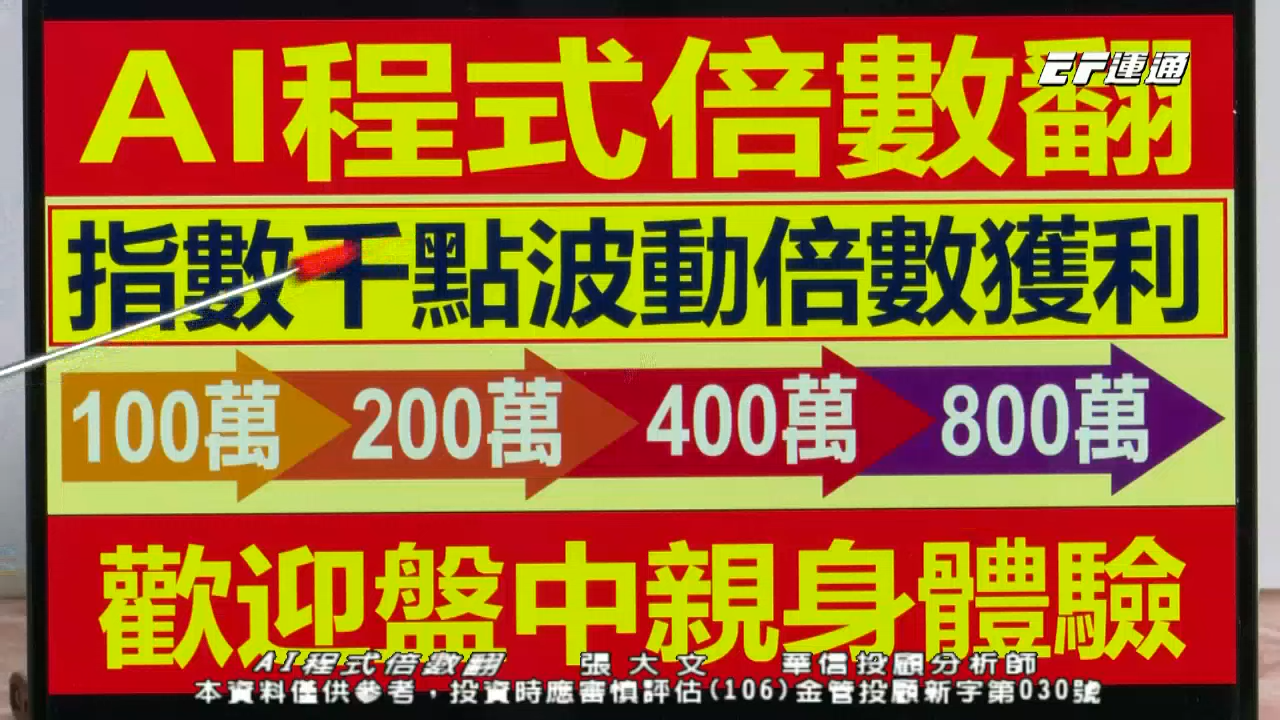 AI程式倍數翻
EF運通
指數千點波動倍數獲利
100萬 200萬 400萬 800萬
歡迎盤中親身體驗
AI程式倍數翻 張大文 華信投顧分析師
本資料僅供參考，投資時應審慎評估(106)金管投顧新字第030號